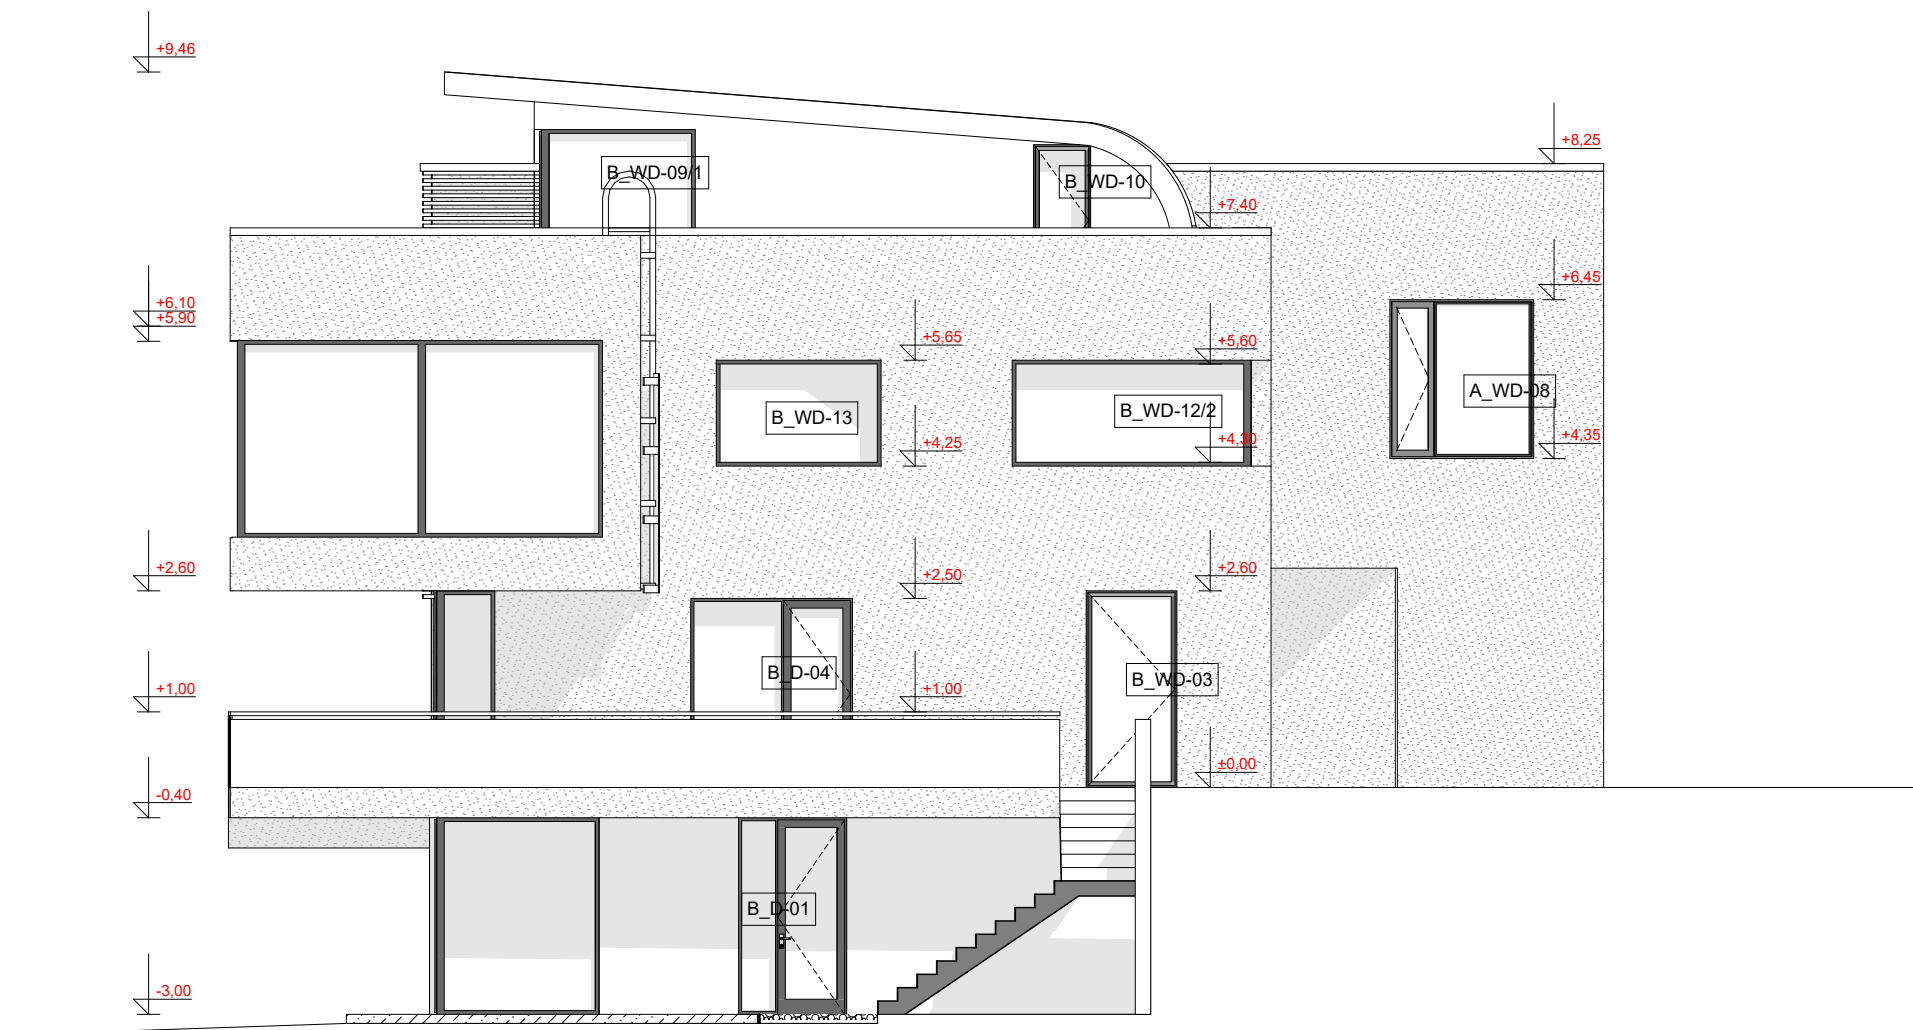 +9,46
+8,25
B_WD-09/1
B_WD-10
+7,40
+6,45
+6,10
+5,90
+5,65
+5,60
A_WD-08
B_WD-13
B_WD-12/2
+4,25
+4,30
+4,35
+2,60
+2,50
+2,60
B_D-04
B_WD-03
+1,00
+1,00
±0,00
-0,40
B_D-01
-3,00